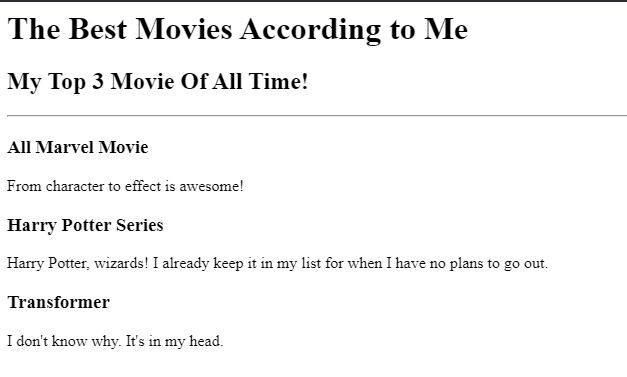 The Best Movies According to Me
My Top 3 Movie Of All Time!
All Marvel Movie
From character to effect is awesome!
Harry Potter Series
Harry Potter, wizards! I already keep it in my list for when I have no plans to go out.
Transformer
I don't know why. It's in my head.